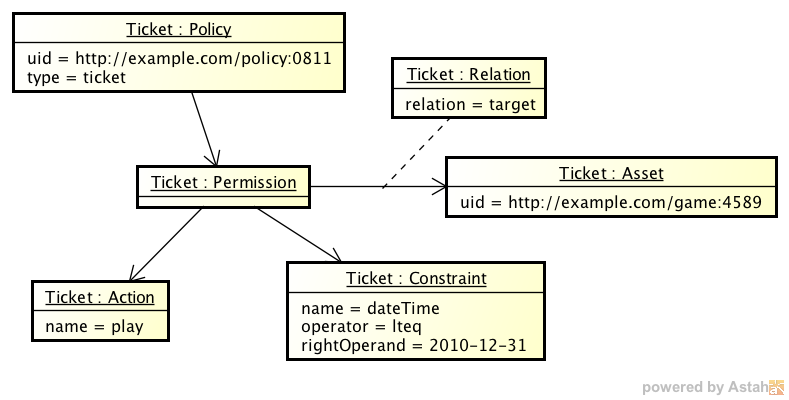 Ticket : Policy
uid = http://example.com/policy:0811
type = ticket
Ticket : Relation
relation = target
Ticket : Permission
Ticket : Asset
uid = http://example.com/game:4589
Ticket : Action
name = play
Ticket : Constraint
name = dateTime
operator = lteq
rightOperand = 2010-12-31
powered by Astah